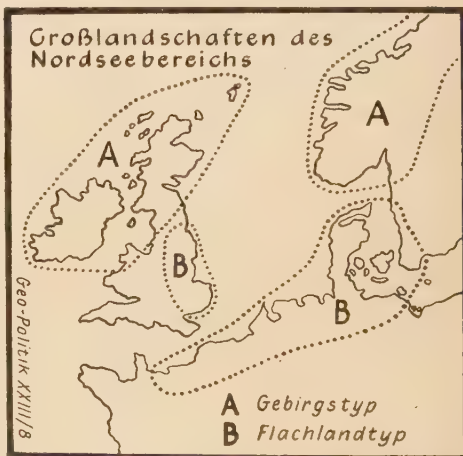 Großlandschaften des
Nordseebereichs
A
A
B
B
Geo-Politik XXIII/8
A Gebirgstyp
B Flachlandtyp